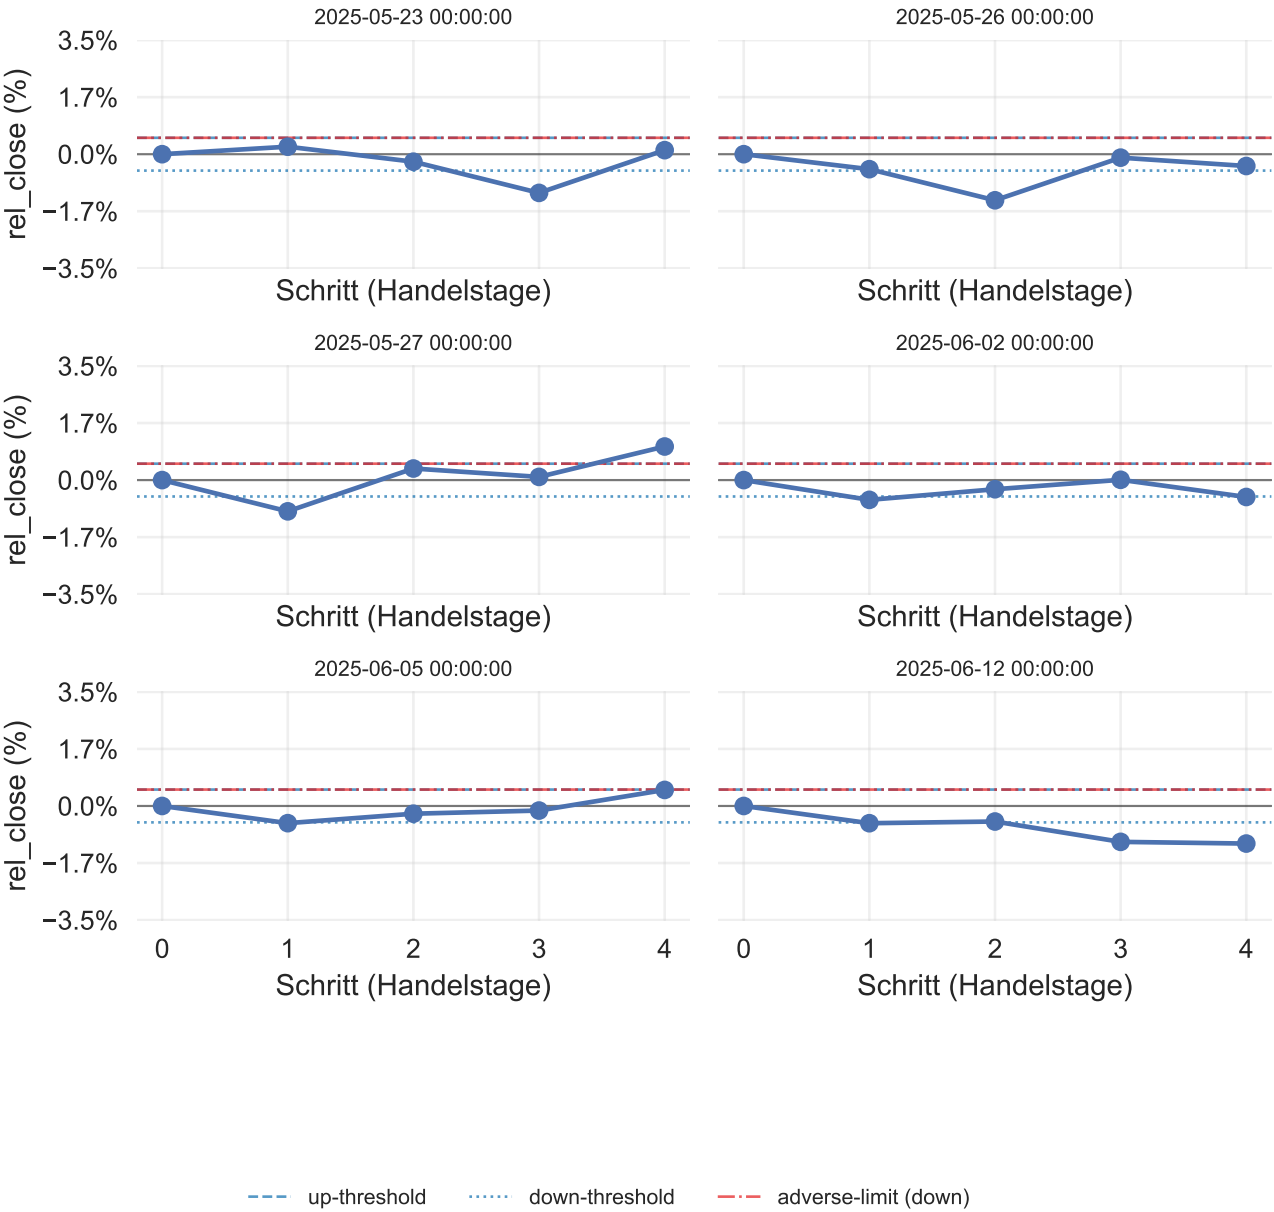 2025-05-23 00:00:00
2025-05-26 00:00:00
3.5%
1.7%
0.0%
−1.7%
−3.5%
rel_close (%)
Schritt (Handelstage)
Schritt (Handelstage)
2025-05-27 00:00:00
2025-06-02 00:00:00
3.5%
1.7%
0.0%
−1.7%
−3.5%
rel_close (%)
Schritt (Handelstage)
Schritt (Handelstage)
2025-06-05 00:00:00
2025-06-12 00:00:00
3.5%
1.7%
0.0%
−1.7%
−3.5%
rel_close (%)
0 1 2 3 4
0 1 2 3 4
Schritt (Handelstage)
Schritt (Handelstage)
up-threshold down-threshold adverse-limit (down)